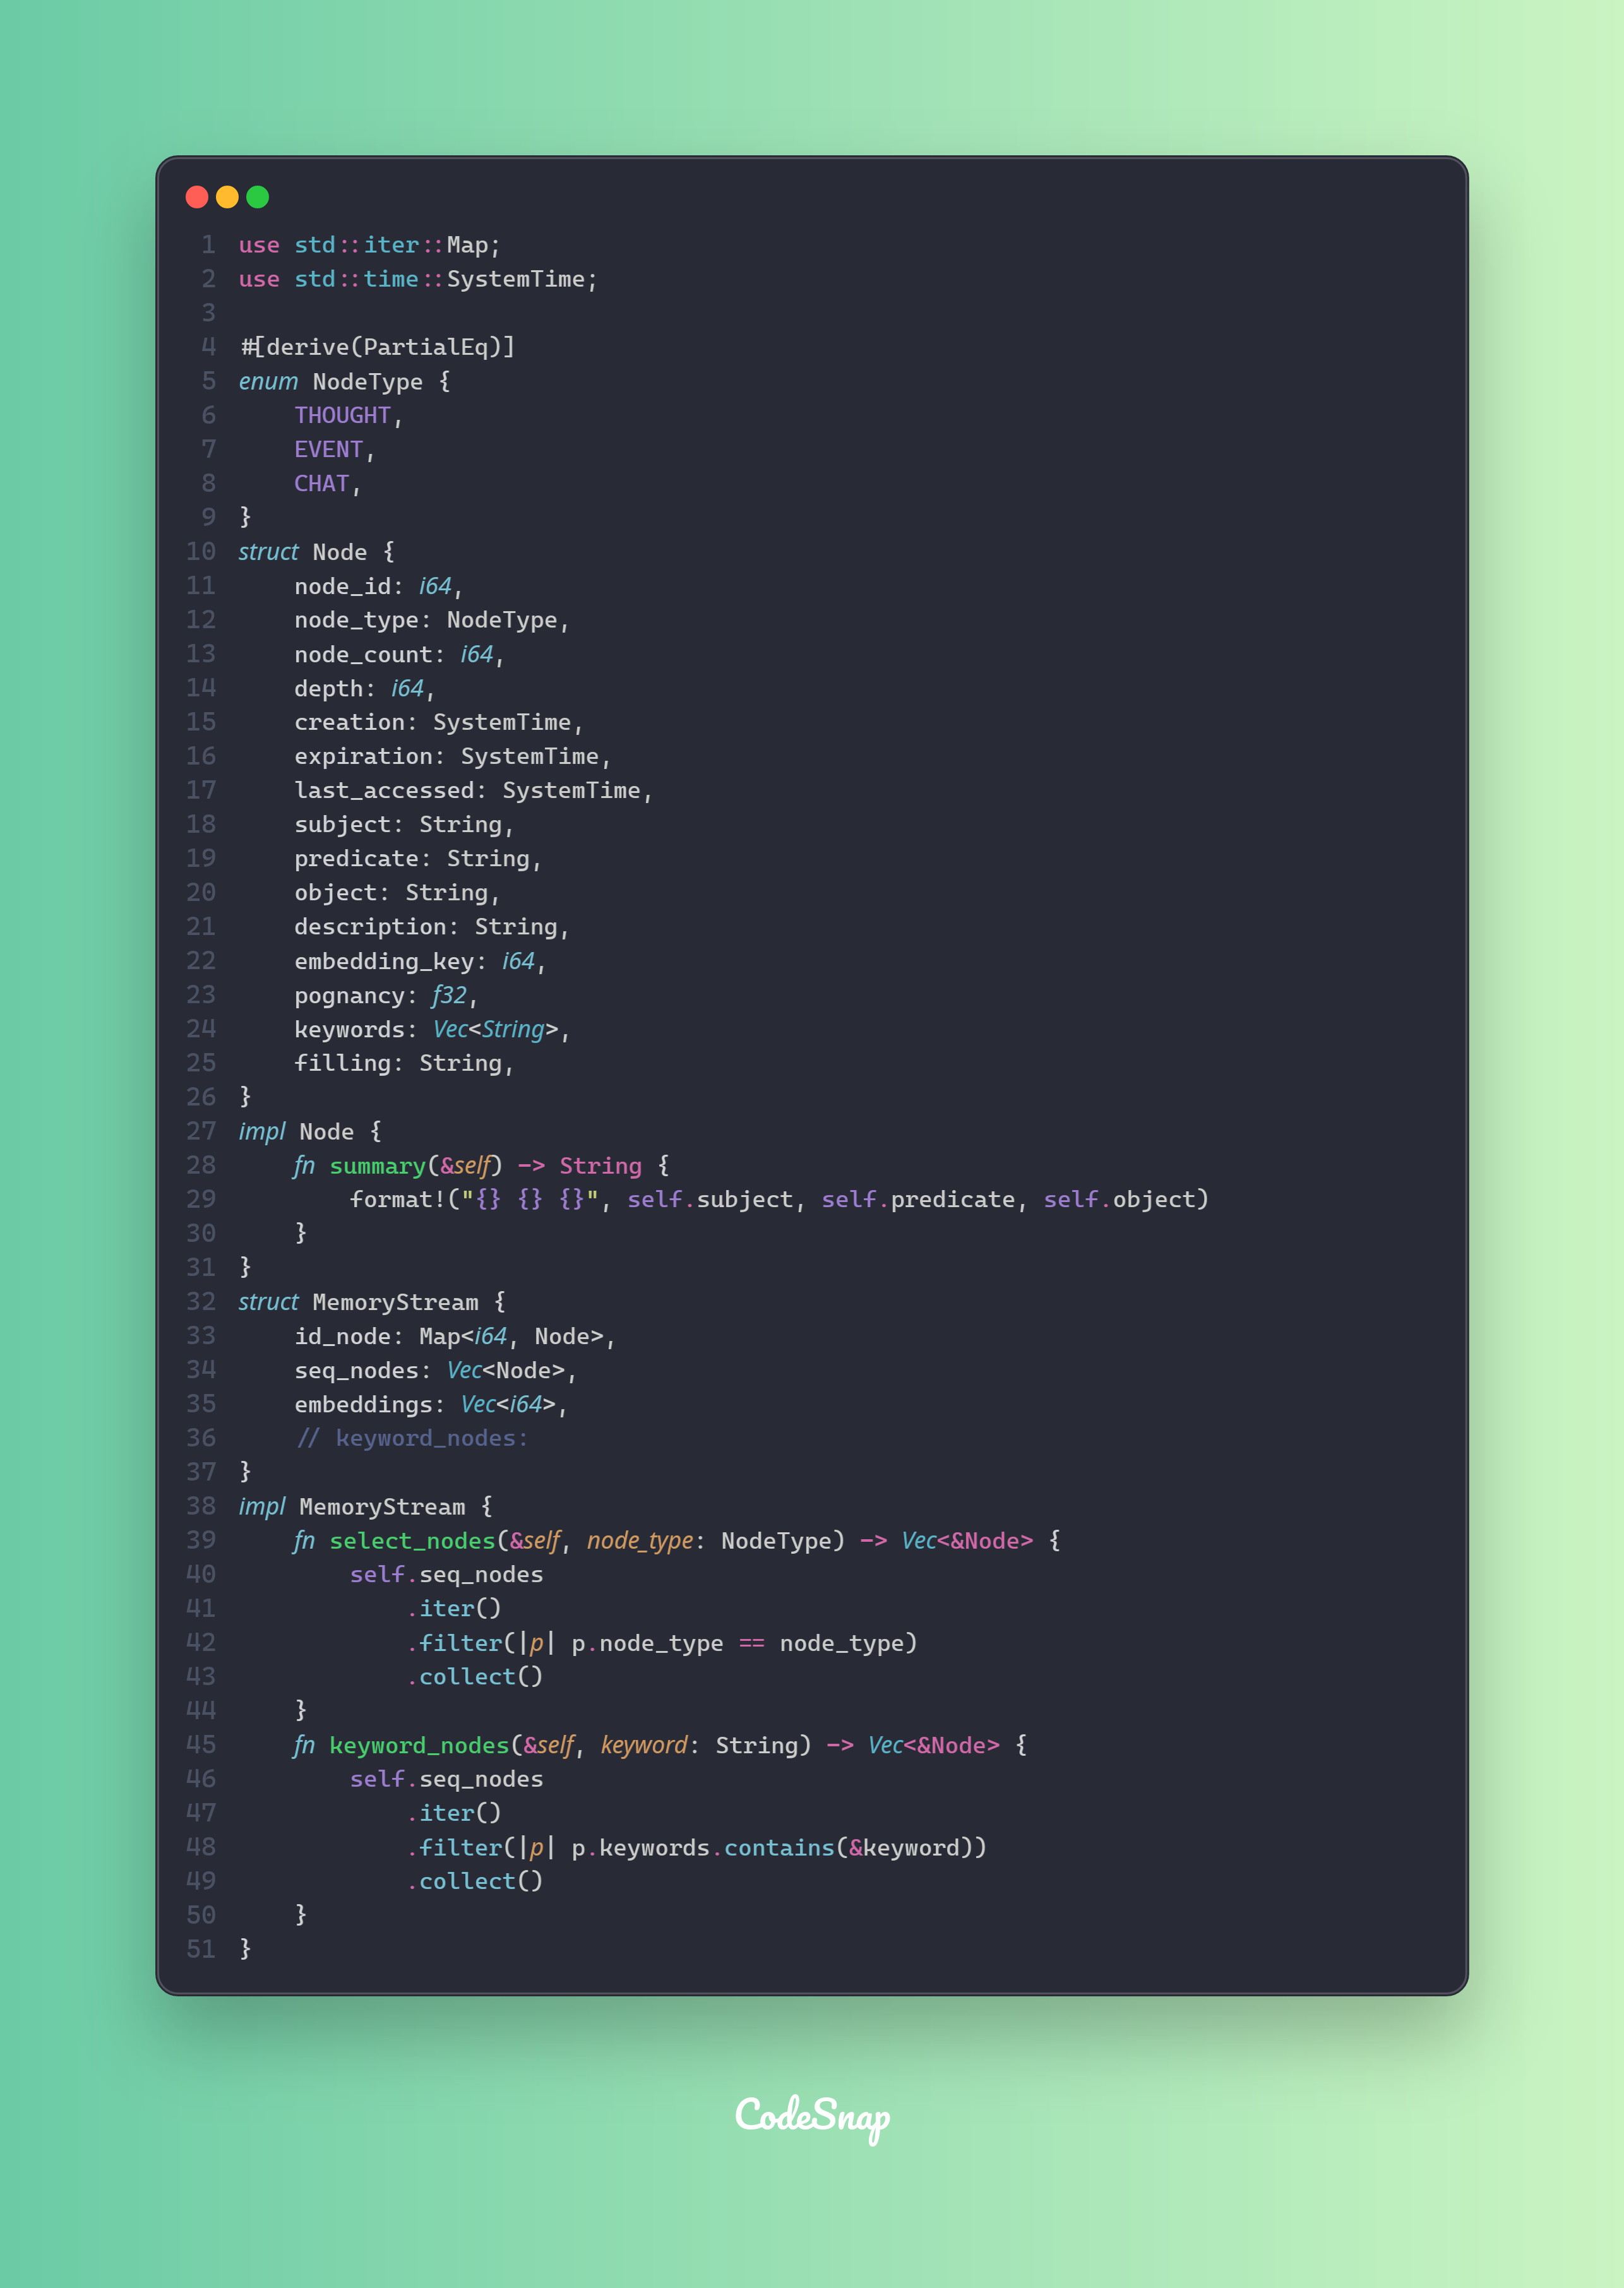 1 use std::iter::Map;
2 use std::time::SystemTime;
3
4 #[derive(PartialEq)]
5 enum NodeType {
6     THOUGHT,
7     EVENT,
8     CHAT,
9 }
10 struct Node {
11     node_id: i64,
12     node_type: NodeType,
13     node_count: i64,
14     depth: i64,
15     creation: SystemTime,
16     expiration: SystemTime,
17     last_accessed: SystemTime,
18     subject: String,
19     predicate: String,
20     object: String,
21     description: String,
22     embedding_key: i64,
23     pognancy: f32,
24     keywords: Vec<String>,
25     filling: String,
26 }
27 impl Node {
28     fn summary(&self) -> String {
29         format!("{} {} {}", self.subject, self.predicate, self.object)
30     }
31 }
32 struct MemoryStream {
33     id_node: Map<i64, Node>,
34     seq_nodes: Vec<Node>,
35     embeddings: Vec<i64>,
36     // keyword_nodes:
37 }
38 impl MemoryStream {
39     fn select_nodes(&self, node_type: NodeType) -> Vec<&Node> {
40         self.seq_nodes
41             .iter()
42             .filter(|p| p.node_type == node_type)
43             .collect()
44     }
45     fn keyword_nodes(&self, keyword: String) -> Vec<&Node> {
46         self.seq_nodes
47             .iter()
48             .filter(|p| p.keywords.contains(&keyword))
49             .collect()
50     }
51 }
CodeSnap